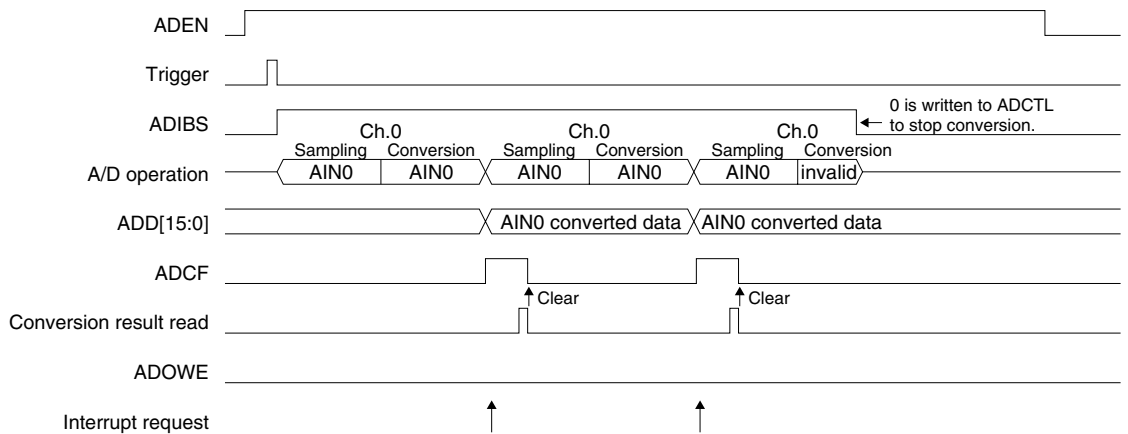 ADEN
Trigger
ADIBS
0 is written to ADCTL
to stop conversion.
Ch.0 Ch.0 Ch.0
Sampling Conversion Sampling Conversion Sampling Conversion
A/D operation AIN0 AIN0 AIN0 AIN0 AIN0 invalid
ADD[15:0] AIN0 converted data AIN0 converted data
ADCF
Clear Clear
Conversion result read
ADOWE
Interrupt request